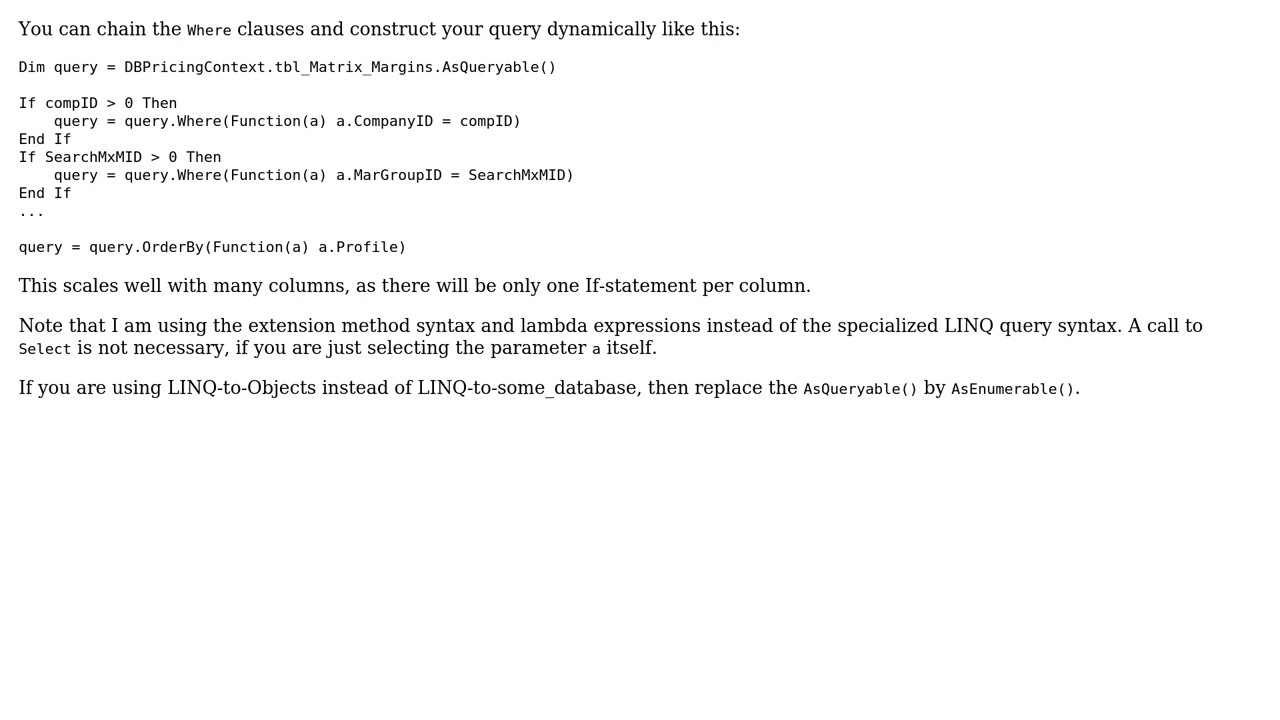 You can chain the Where clauses and construct your query dynamically like this:
Dim query = DBPricingContext.tbl_Matrix_Margins.AsQueryable()
If compID > 0 Then
    query = query.Where(Function(a) a.CompanyID = compID)
End If
If SearchMxMID > 0 Then
    query = query.Where(Function(a) a.MarGroupID = SearchMxMID)
End If
...
query = query.OrderBy(Function(a) a.Profile)
This scales well with many columns, as there will be only one If-statement per column.
Note that I am using the extension method syntax and lambda expressions instead of the specialized LINQ query syntax. A call to
Select is not necessary, if you are just selecting the parameter a itself.
If you are using LINQ-to-Objects instead of LINQ-to-some_database, then replace the AsQueryable() by AsEnumerable().